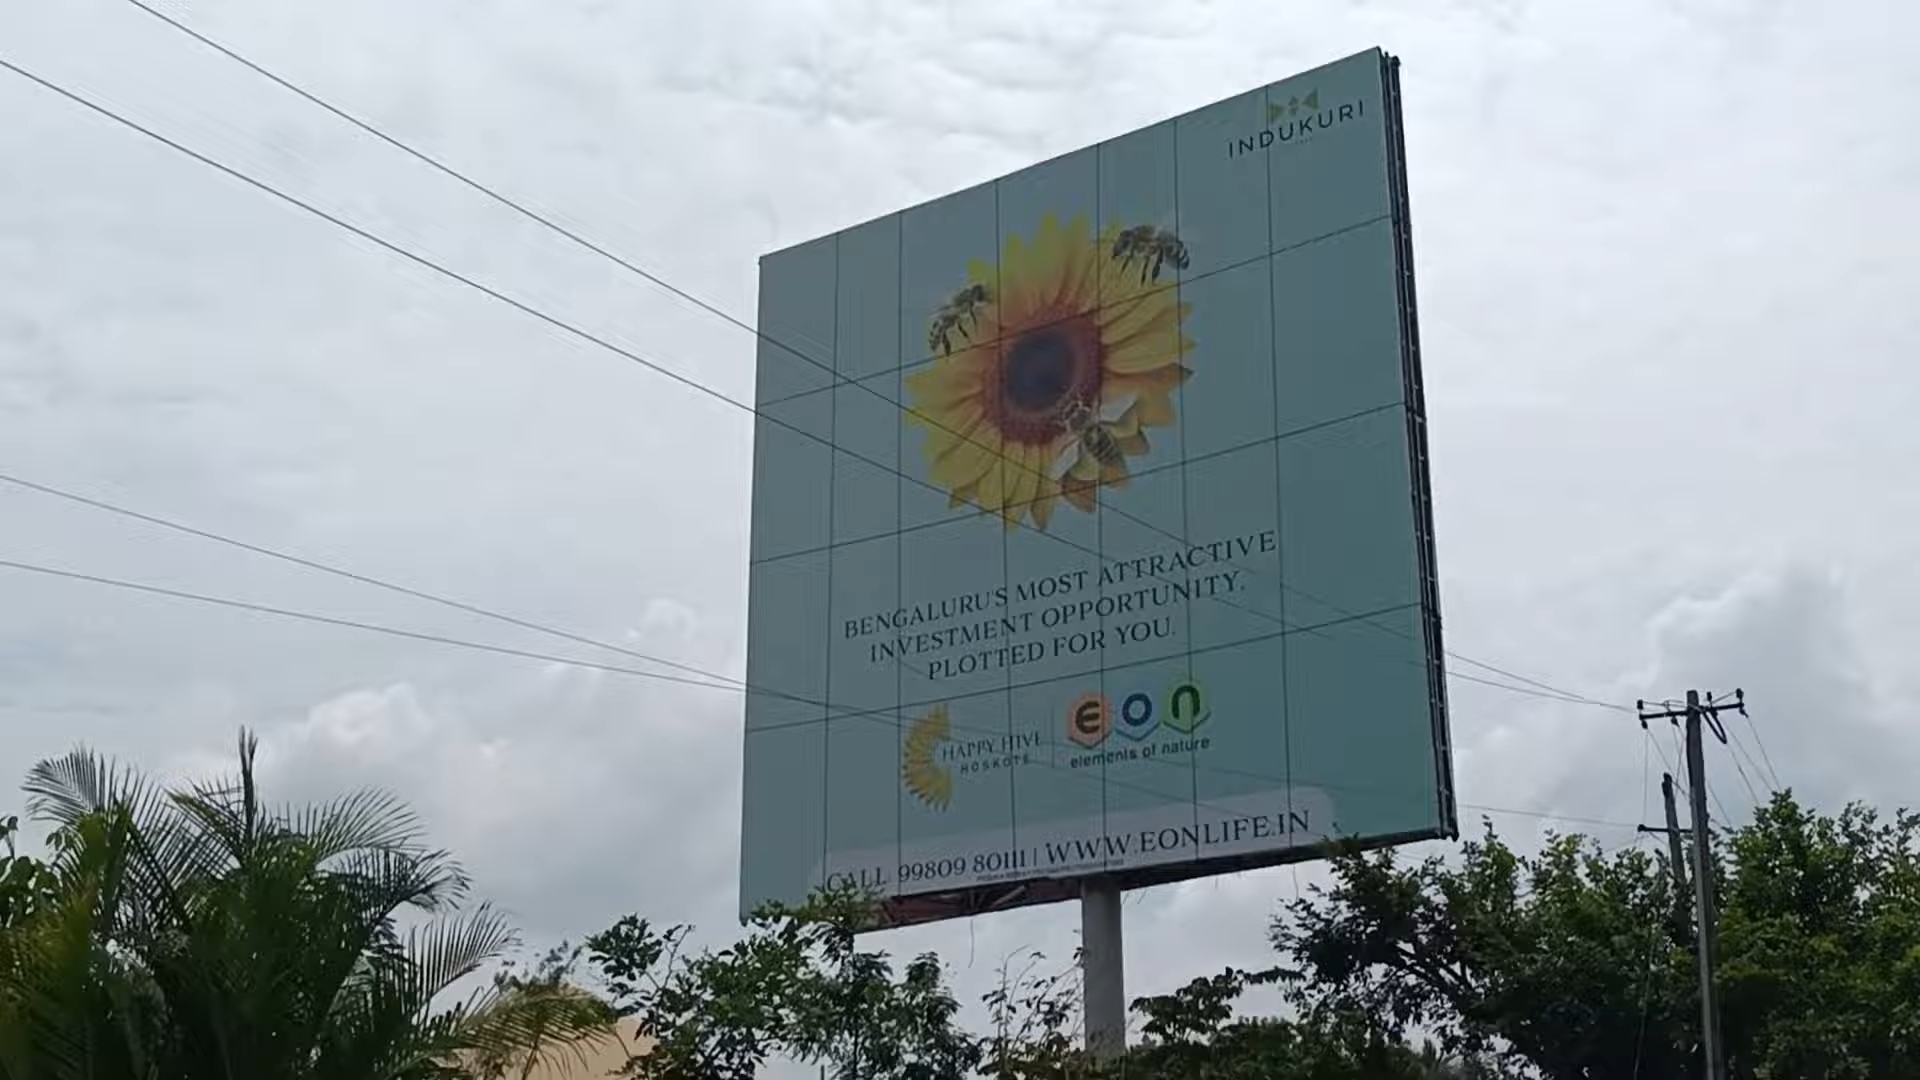 INDUKURI
BENGALURU'S MOST ATTRACTIVE
INVESTMENT OPPORTUNITY.
PLOTTED FOR YOU.
HAPPY HIVE
HOSKOTE
eon
elements of nature
CALL 99809 80111 | WWW.EONLIFE.IN